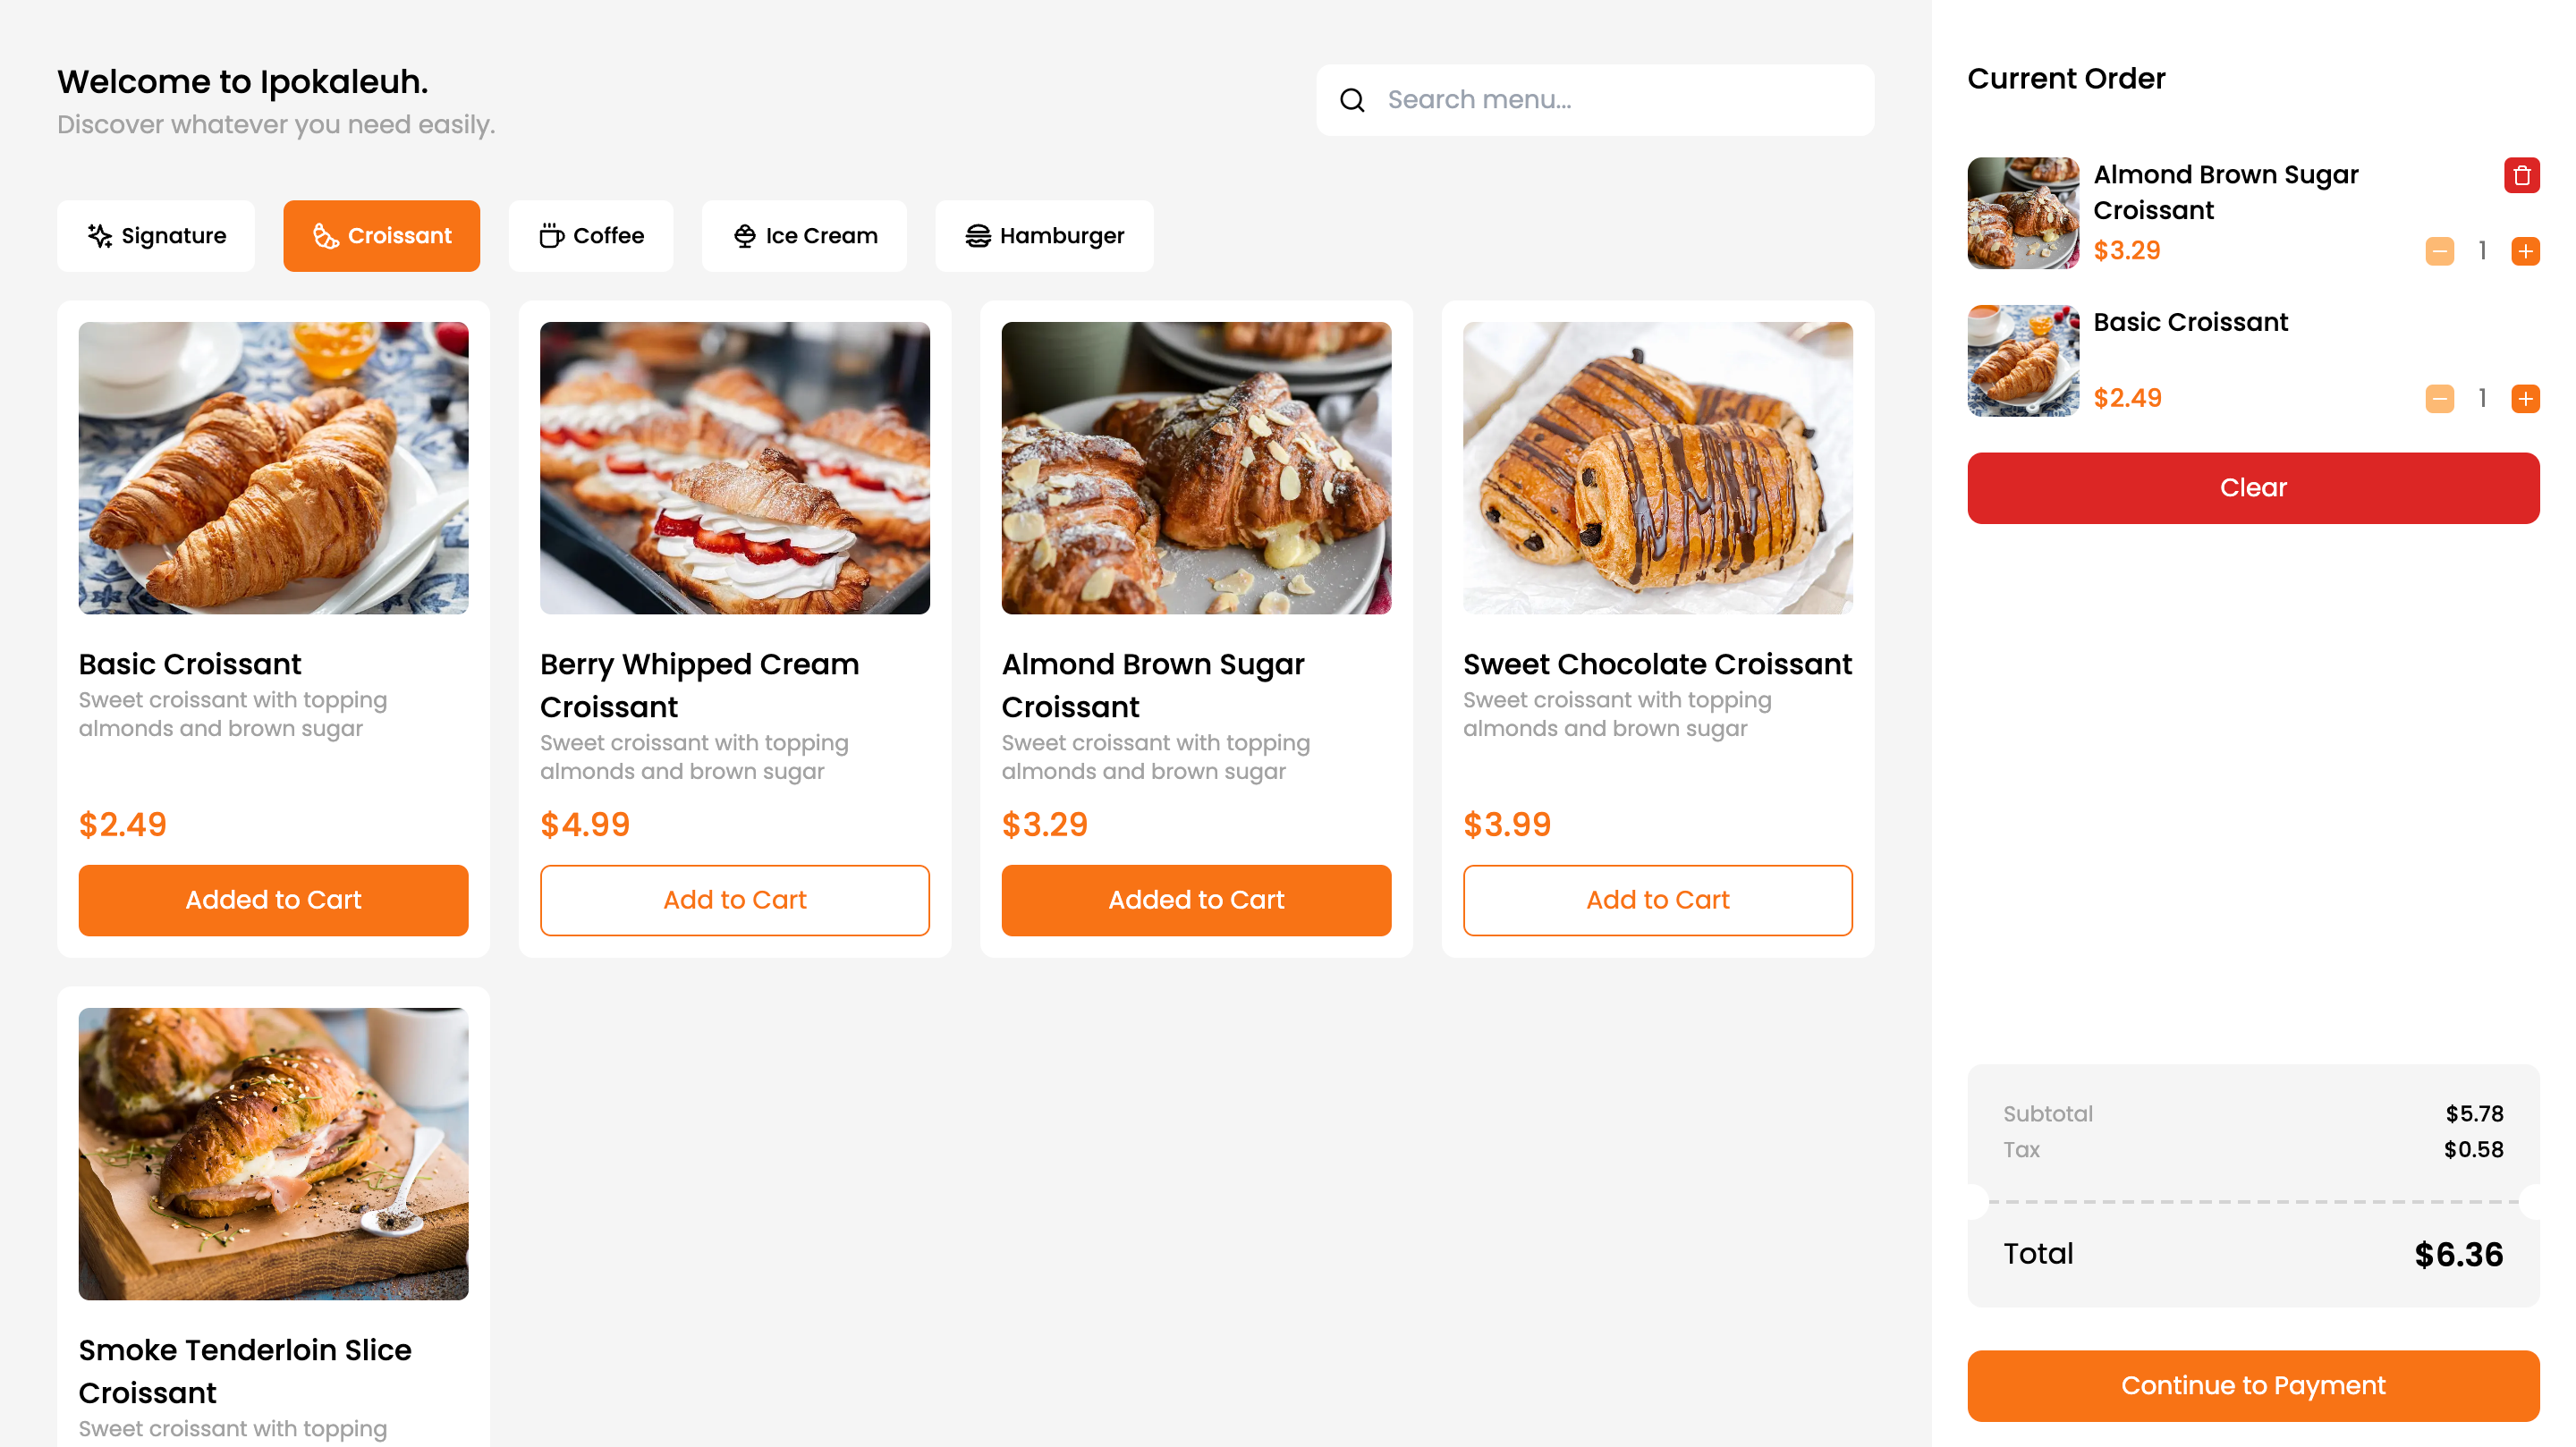 Welcome to Ipokaleuh.
Discover whatever you need easily.
Search menu...
Signature
Croissant
Coffee
Ice Cream
Hamburger
Basic Croissant
Sweet croissant with topping
almonds and brown sugar
$2.49
Added to Cart
Berry Whipped Cream
Croissant
Sweet croissant with topping
almonds and brown sugar
$4.99
Add to Cart
Almond Brown Sugar
Croissant
Sweet croissant with topping
almonds and brown sugar
$3.29
Added to Cart
Sweet Chocolate Croissant
Sweet croissant with topping
almonds and brown sugar
$3.99
Add to Cart
Smoke Tenderloin Slice
Croissant
Sweet croissant with topping
Current Order
Almond Brown Sugar
Croissant
$3.29
1
Basic Croissant
$2.49
1
Clear
Subtotal $5.78
Tax $0.58
Total $6.36
Continue to Payment